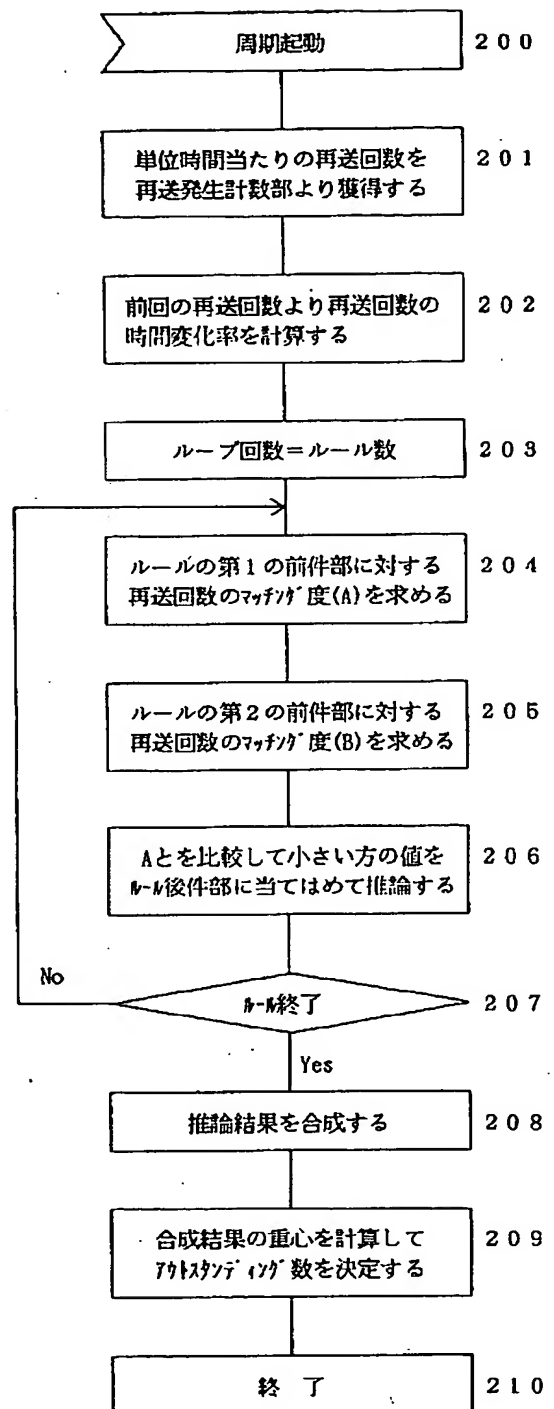 周期起動 200
単位時間当たりの再送回数を 201
再送発生計数部より獲得する
前回の再送回数より再送回数の 202
時間変化率を計算する
ループ回数=ルール数 203
ルールの第1の前件部に対する 204
再送回数のマッチング度(A)を求める
ルールの第2の前件部に対する 205
再送回数のマッチング度(B)を求める
Aとを比較して小さい方の値を 206
ルール後件部に当てはめて推論する
No
ルール終了 207
Yes
推論結果を合成する 208
合成結果の重心を計算して 209
アウトスタンディング数を決定する
終 了 210